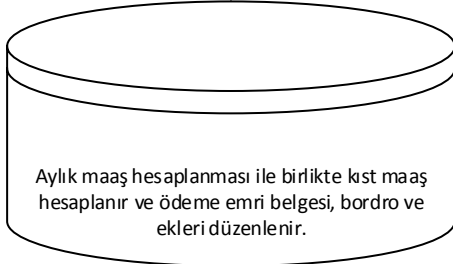 Aylık maaş hesaplanması ile birlikte kıst maaş
hesaplanır ve ödeme emri belgesi, bordro ve
ekleri düzenlenir.